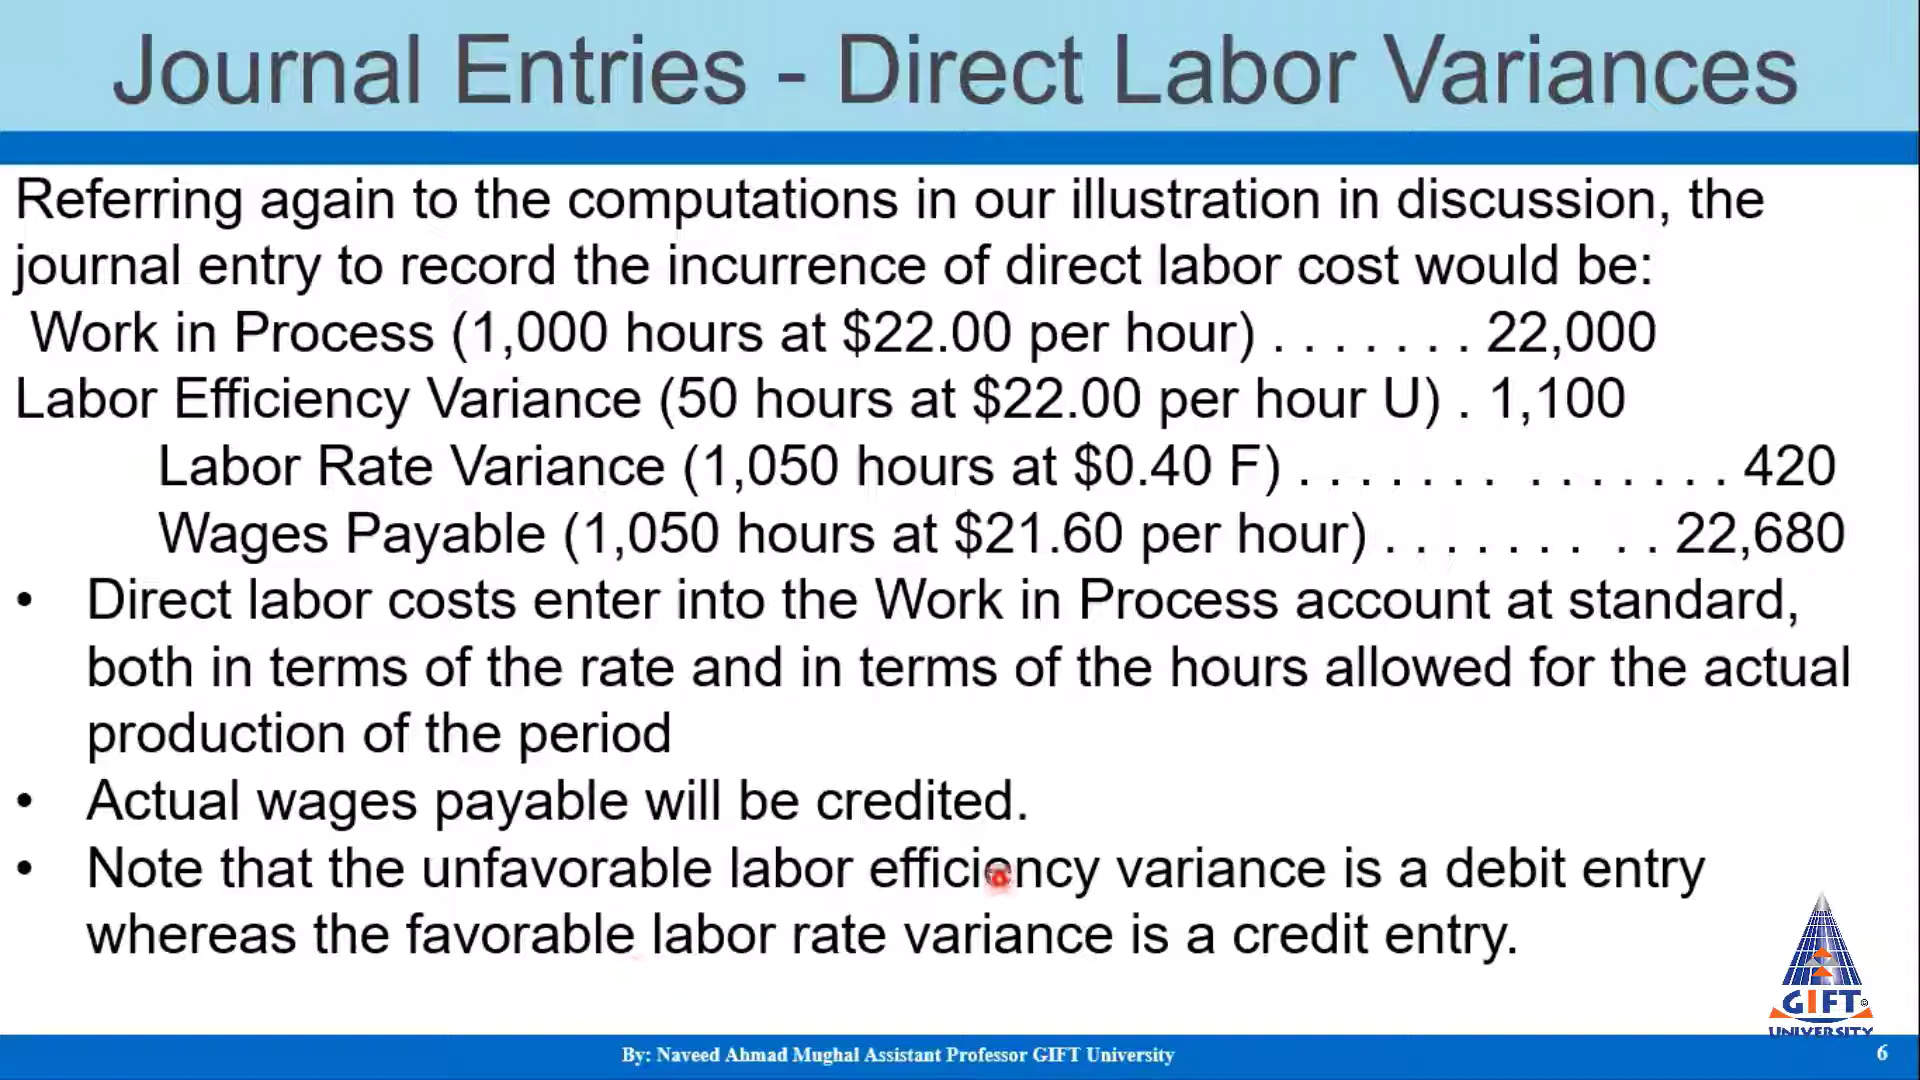 Journal Entries - Direct Labor Variances
Referring again to the computations in our illustration in discussion, the
journal entry to record the incurrence of direct labor cost would be:
Work in Process (1,000 hours at $22.00 per hour) . . . . . . . 22,000
Labor Efficiency Variance (50 hours at $22.00 per hour U) . 1,100
Labor Rate Variance (1,050 hours at $0.40 F) . . . . . . . . . . . . . . 420
Wages Payable (1,050 hours at $21.60 per hour) . . . . . . . . . 22,680
• Direct labor costs enter into the Work in Process account at standard,
both in terms of the rate and in terms of the hours allowed for the actual
production of the period
• Actual wages payable will be credited.
• Note that the unfavorable labor efficiency variance is a debit entry
whereas the favorable labor rate variance is a credit entry.
GIFT©
UNIVERSITY
By: Naveed Ahmad Mughal Assistant Professor GIFT University
6